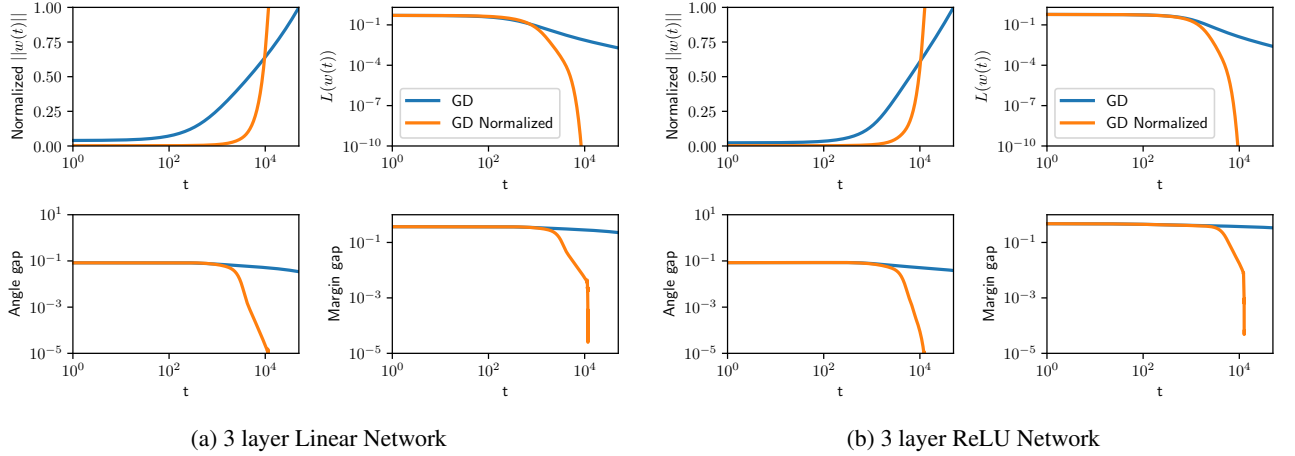 Normalized ||w(t)||
1.00
0.75
0.50
0.25
0.00
10^0
10^2
10^4
t
L(w(t))
10^-1
10^-4
10^-7
10^-10
GD
GD Normalized
10^0
10^2
10^4
t
Angle gap
10^1
10^-1
10^-3
10^-5
10^0
10^2
10^4
t
Margin gap
10^-1
10^-3
10^-5
10^0
10^2
10^4
t
(a) 3 layer Linear Network
Normalized ||w(t)||
1.00
0.75
0.50
0.25
0.00
10^0
10^2
10^4
t
L(w(t))
10^-1
10^-4
10^-7
10^-10
GD
GD Normalized
10^0
10^2
10^4
t
Angle gap
10^1
10^-1
10^-3
10^-5
10^0
10^2
10^4
t
Margin gap
10^-1
10^-3
10^-5
10^0
10^2
10^4
t
(b) 3 layer ReLU Network